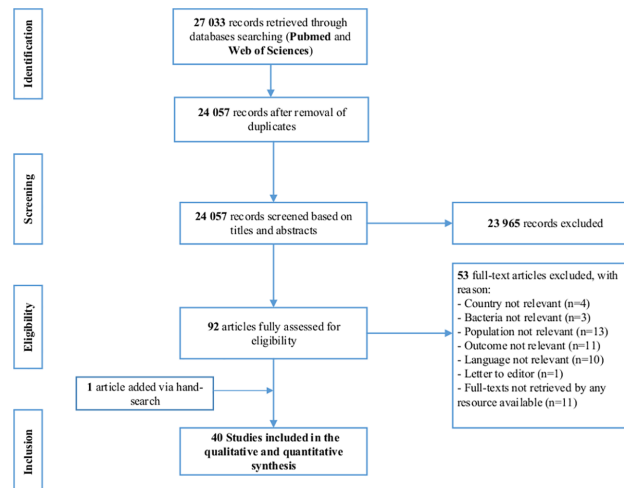 Identification
27 033 records retrieved through
databases searching (Pubmed and
Web of Sciences)
24 057 records after removal of
duplicates
Screening
24 057 records screened based on
titles and abstracts
23 965 records excluded
Eligibility
92 articles fully assessed for
eligibility
53 full-text articles excluded, with
reason:
- Country not relevant (n=4)
- Bacteria not relevant (n=3)
- Population not relevant (n=13)
- Outcome not relevant (n=11)
- Language not relevant (n=10)
- Letter to editor (n=1)
- Full-texts not retrieved by any
resource available (n=11)
1 article added via hand-
search
Inclusion
40 Studies included in the
qualitative and quantitative
synthesis